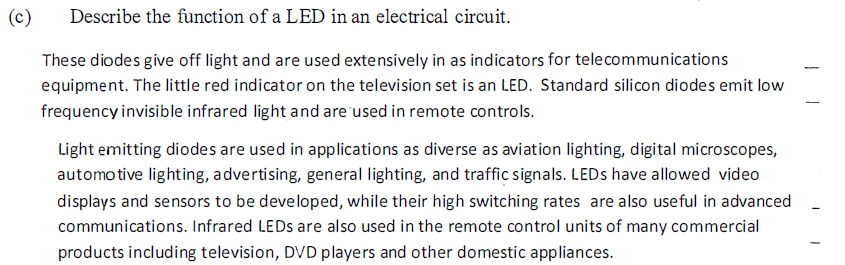 (c) Describe the function of a LED in an electrical circuit.
These diodes give off light and are used extensively in as indicators for telecommunications
equipment. The little red indicator on the television set is an LED. Standard silicon diodes emit low
frequency invisible infrared light and are used in remote controls.
Light emitting diodes are used in applications as diverse as aviation lighting, digital microscopes,
automotive lighting, advertising, general lighting, and traffic signals. LEDs have allowed video
displays and sensors to be developed, while their high switching rates are also useful in advanced
communications. Infrared LEDs are also used in the remote control units of many commercial
products including television, DVD players and other domestic appliances.